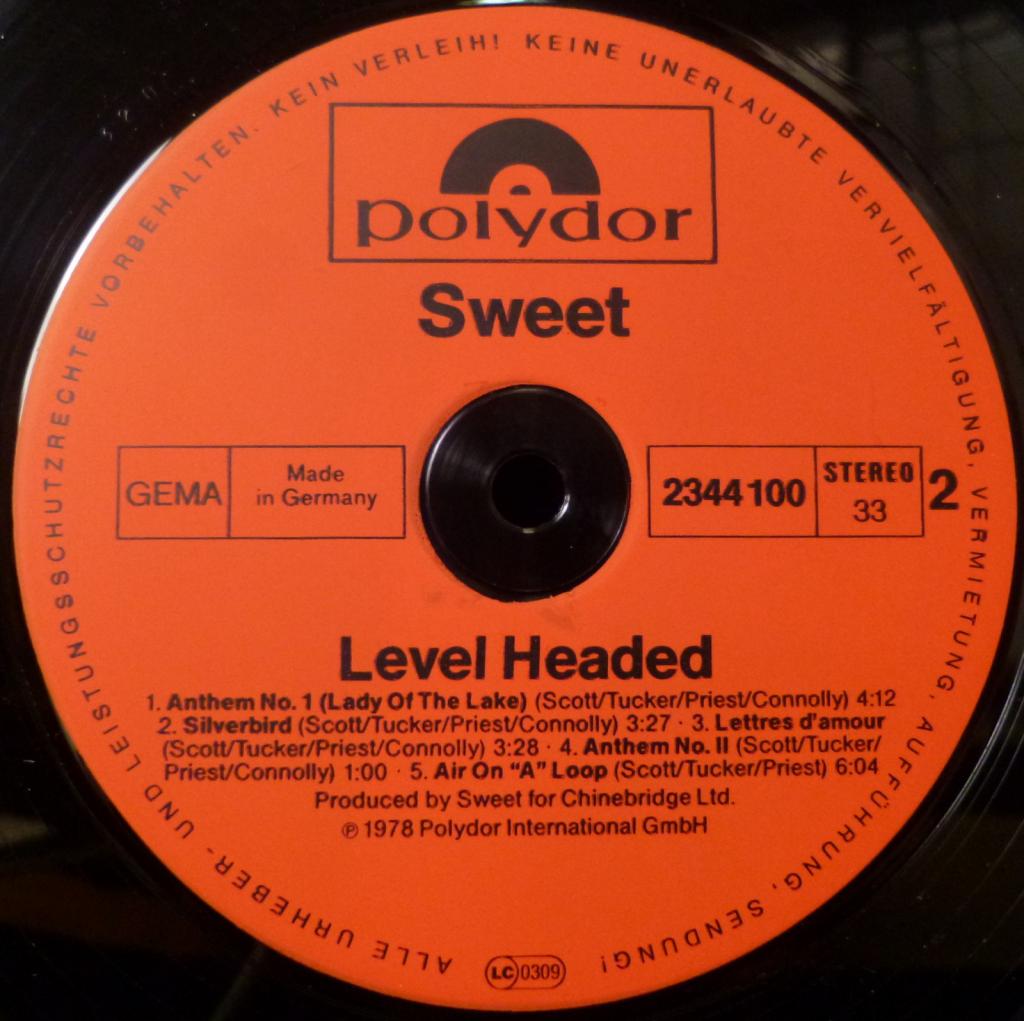 ALLE URHEBER- UND LEISTUNGSSCHUTZRECHTE VORBEHALTEN. KEIN VERLEIH! KEINE UNERLAUBTE VERVIELFÄLTIGUNG, VERMIETUNG, AUFFÜHRUNG, SENDUNG!
polydor
Sweet
GEMA
Made
in Germany
2344 100
STEREO
33
2
Level Headed
1. Anthem No. 1 (Lady Of The Lake) (Scott/Tucker/Priest/Connolly) 4:12
2. Silverbird (Scott/Tucker/Priest/Connolly) 3:27 · 3. Lettres d'amour
(Scott/Tucker/Priest/Connolly) 3:28 · 4. Anthem No. II (Scott/Tucker/
Priest/Connolly) 1:00 · 5. Air On "A" Loop (Scott/Tucker/Priest) 6:04
Produced by Sweet for Chinebridge Ltd.
℗ 1978 Polydor International GmbH
LC 0309